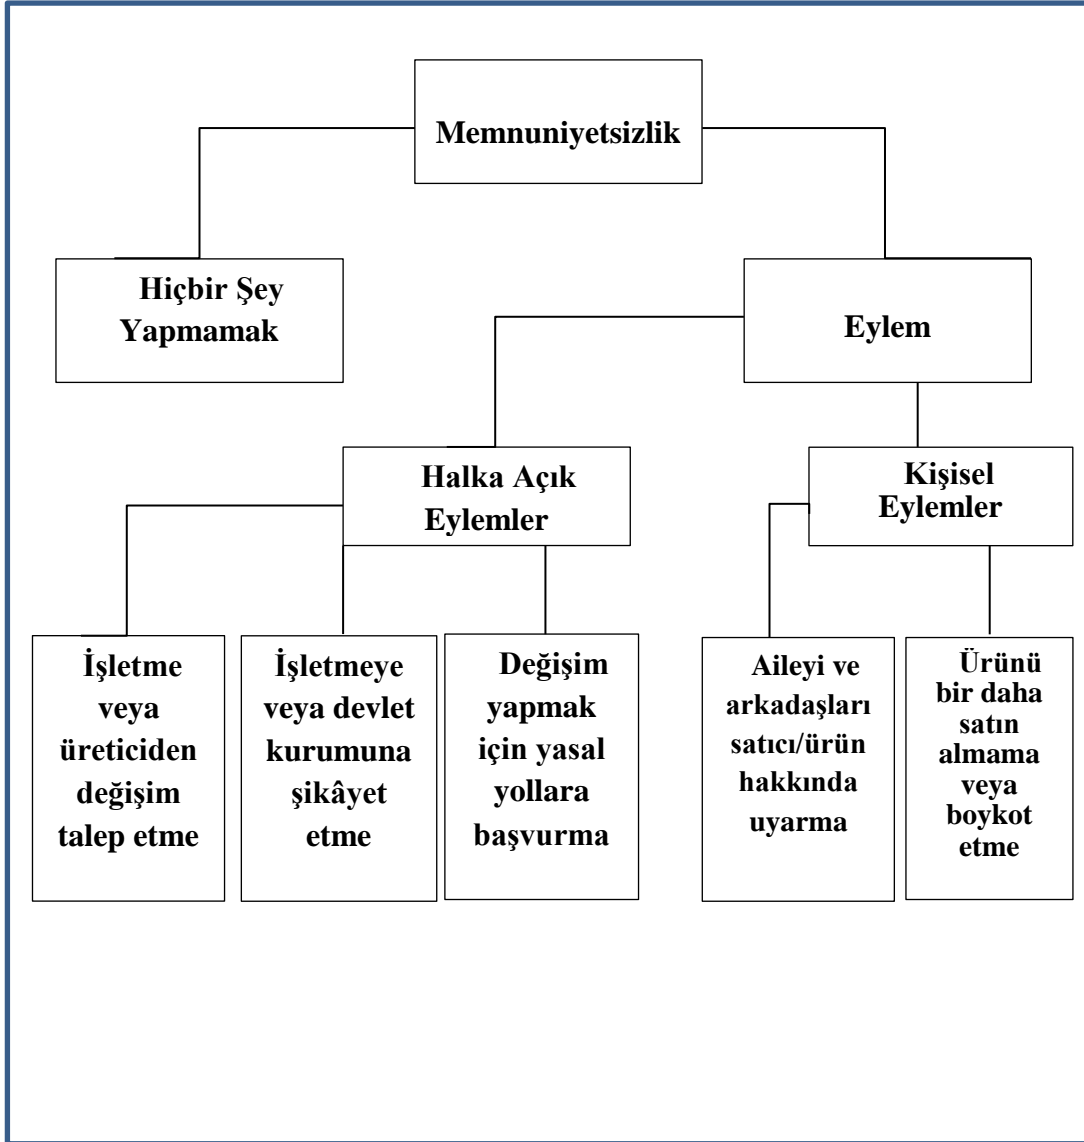 Memnuniyetsizlik
Hiçbir Şey
Yapmamak
Eylem
Halka Açık
Eylemler
Kişisel
Eylemler
İşletme
veya
üreticiden
değişim
talep etme
İşletmeye
veya devlet
kurumuna
şikâyet
etme
Değişim
yapmak
için yasal
yollara
başvurma
Aileyi ve
arkadaşları
satıcı/ürün
hakkında
uyarma
Ürünü
bir daha
satın
almama
veya
boykot
etme